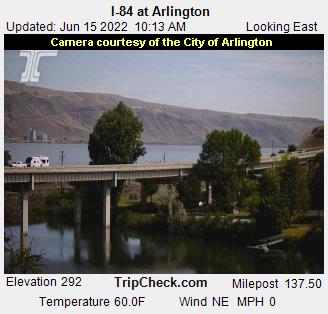 I-84 at Arlington
Updated: Jun 15 2022 10:13 AM Looking East
Camera courtesy of the City of Arlington
Elevation 292 TripCheck.com Milepost 137.50
Temperature 60.0F Wind NE MPH 0